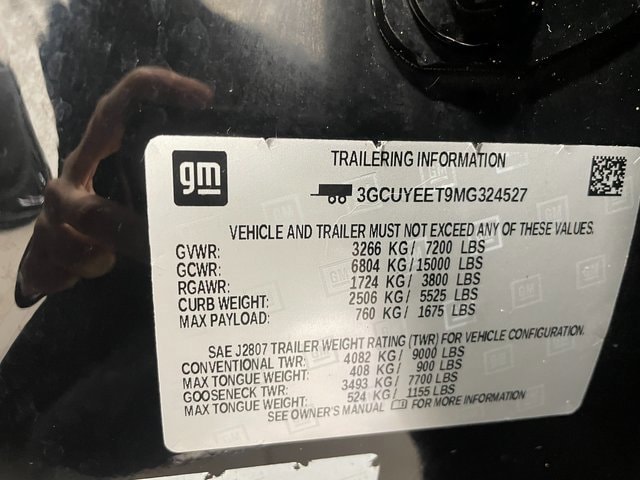 gm
TRAILERING INFORMATION
3GCUYEET9MG324527
VEHICLE AND TRAILER MUST NOT EXCEED ANY OF THESE VALUES.
GVWR: 3266 KG/ 7200 LBS
GCWR: 6804 KG/15000 LBS
RGAWR: 1724 KG/ 3800 LBS
CURB WEIGHT: 2506 KG/ 5525 LBS
MAX PAYLOAD: 760 KG/ 1675 LBS
SAE J2807 TRAILER WEIGHT RATING (TWR) FOR VEHICLE CONFIGURATION.
CONVENTIONAL TWR: 4082 KG/ 9000 LBS
MAX TONGUE WEIGHT: 408 KG/ 900 LBS
GOOSENECK TWR: 3493 KG/ 7700 LBS
MAX TONGUE WEIGHT: 524 KG/ 1155 LBS
SEE OWNER'S MANUAL FOR MORE INFORMATION